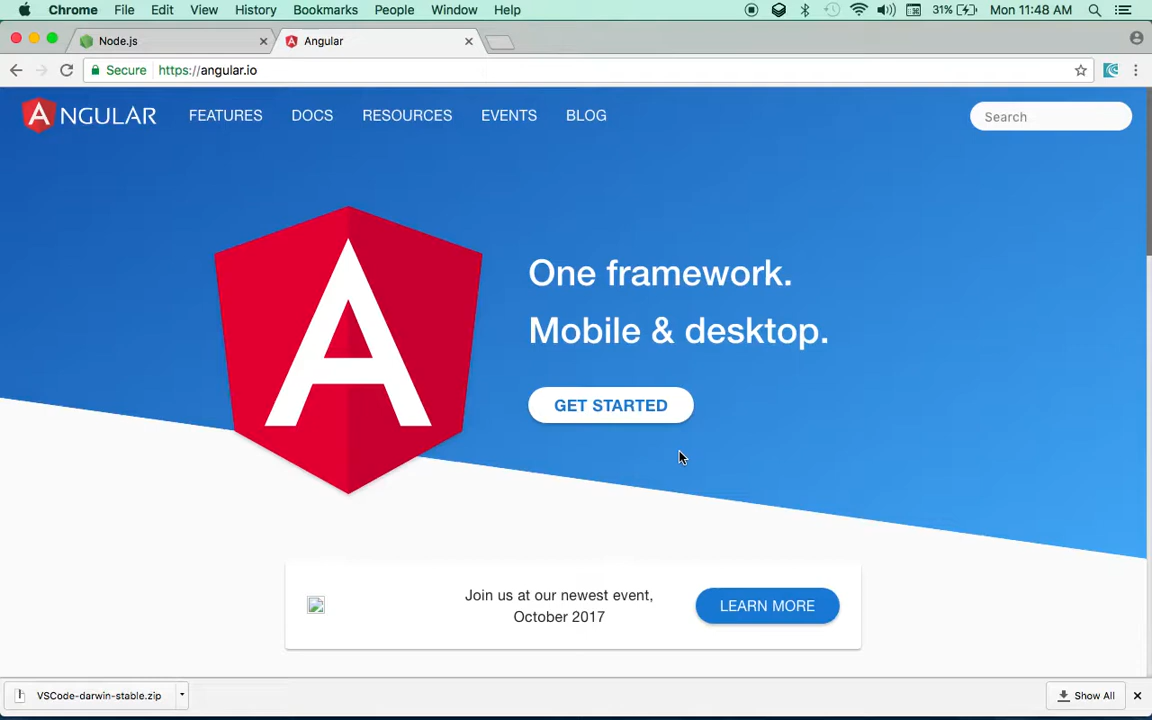 Chrome File Edit View History Bookmarks People Window Help 31% Mon 11:48 AM
Node.js Angular
Secure https://angular.io
ANGULAR FEATURES DOCS RESOURCES EVENTS BLOG Search
A
One framework.
Mobile & desktop.
GET STARTED
Join us at our newest event,
October 2017
LEARN MORE
VSCode-darwin-stable.zip Show All